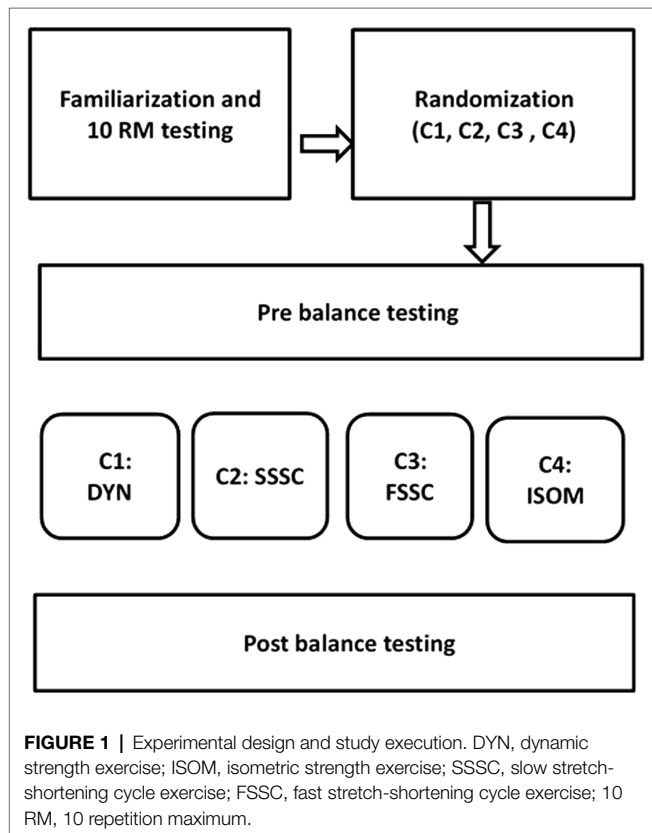 Familiarization and
10 RM testing
Randomization
(C1, C2, C3 , C4)
Pre balance testing
C1:
DYN
C2: SSSC
C3:
FSSC
C4:
ISOM
Post balance testing
FIGURE 1 | Experimental design and study execution. DYN, dynamic
strength exercise; ISOM, isometric strength exercise; SSSC, slow stretch-
shortening cycle exercise; FSSC, fast stretch-shortening cycle exercise; 10
RM, 10 repetition maximum.